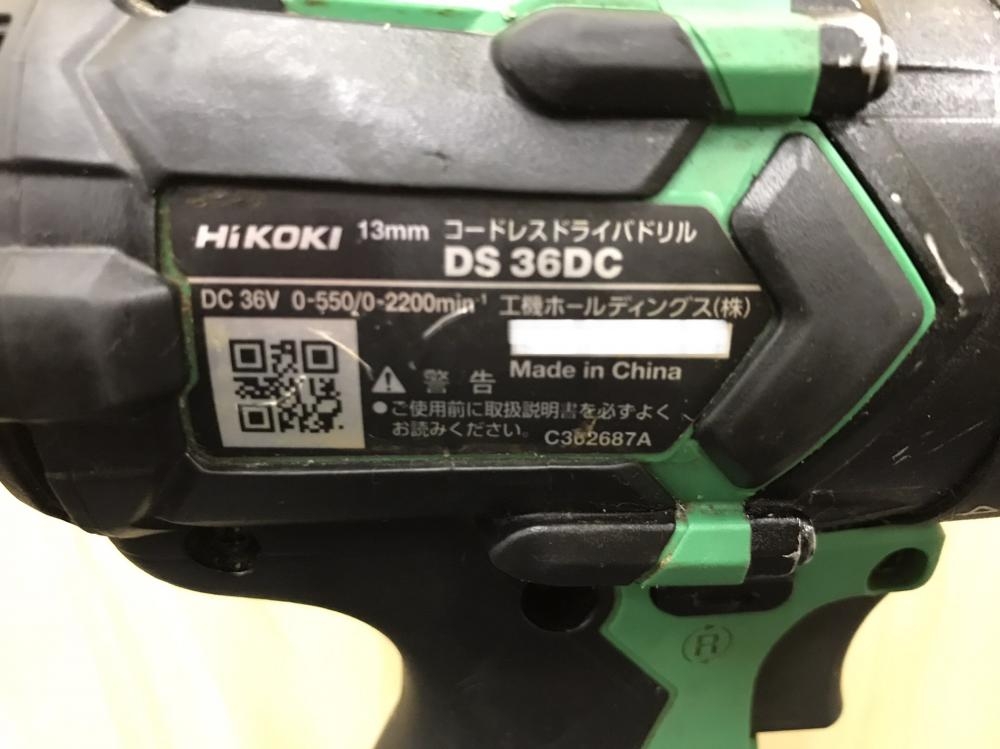 HiKOKI 13mm コードレスドライバドリル
DS 36DC
DC 36V 0-550/0-2200min-1 工機ホールディングス(株)
Made in China
警告
●ご使用前に取扱説明書を必ずよく
お読みください。
R